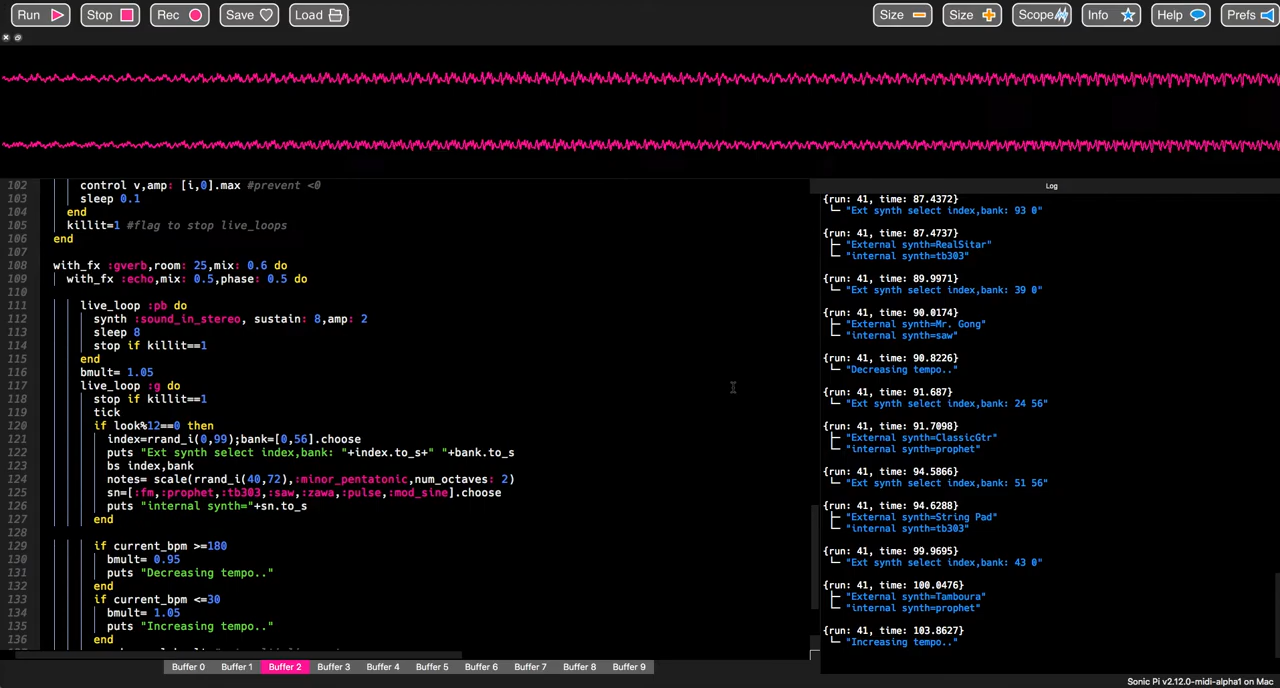 Run Stop Rec Save Load Size Size Scope Info Help Prefs
102 control v,amp: [i,0].max #prevent <0
103 sleep 0.1
104 end
105 killit=1 #flag to stop live_loops
106 end
107
108 with_fx :gverb,room: 25,mix: 0.6 do
109 with_fx :echo,mix: 0.5,phase: 0.5 do
110
111 live_loop :pb do
112 synth :sound_in_stereo, sustain: 8,amp: 2
113 sleep 8
114 stop if killit==1
115 end
116 bmult= 1.05
117 live_loop :g do
118 stop if killit==1
119 tick
120 if look%12==0 then
121 index=rrand_i(0,99);bank=[0,56].choose
122 puts "Ext synth select index,bank: "+index.to_s+" "+bank.to_s
123 bs index,bank
124 notes= scale(rrand_i(40,72),:minor_pentatonic,num_octaves: 2)
125 sn=[:fm,:prophet,:tb303,:saw,:zawa,:pulse,:mod_sine].choose
126 puts "internal synth="+sn.to_s
127 end
128
129 if current_bpm >=180
130 bmult= 0.95
131 puts "Decreasing tempo.."
132 end
133 if current_bpm <=30
134 bmult= 1.05
135 puts "Increasing tempo.."
136 end
Log
{run: 41, time: 87.4372}
"Ext synth select index,bank: 93 0"
{run: 41, time: 87.4737}
"External synth=RealSitar"
"internal synth=tb303"
{run: 41, time: 89.9971}
"Ext synth select index,bank: 39 0"
{run: 41, time: 90.0174}
"External synth=Mr. Gong"
"internal synth=saw"
{run: 41, time: 90.8226}
"Decreasing tempo.."
{run: 41, time: 91.687}
"Ext synth select index,bank: 24 56"
{run: 41, time: 91.7098}
"External synth=ClassicGtr"
"internal synth=prophet"
{run: 41, time: 94.5866}
"Ext synth select index,bank: 51 56"
{run: 41, time: 94.6288}
"External synth=String Pad"
"internal synth=tb303"
{run: 41, time: 99.9695}
"Ext synth select index,bank: 43 0"
{run: 41, time: 100.0476}
"External synth=Tamboura"
"internal synth=prophet"
{run: 41, time: 103.8627}
"Increasing tempo.."
Buffer 0 Buffer 1 Buffer 2 Buffer 3 Buffer 4 Buffer 5 Buffer 6 Buffer 7 Buffer 8 Buffer 9
Sonic Pi v2.12.0-midi-alpha1 on Mac